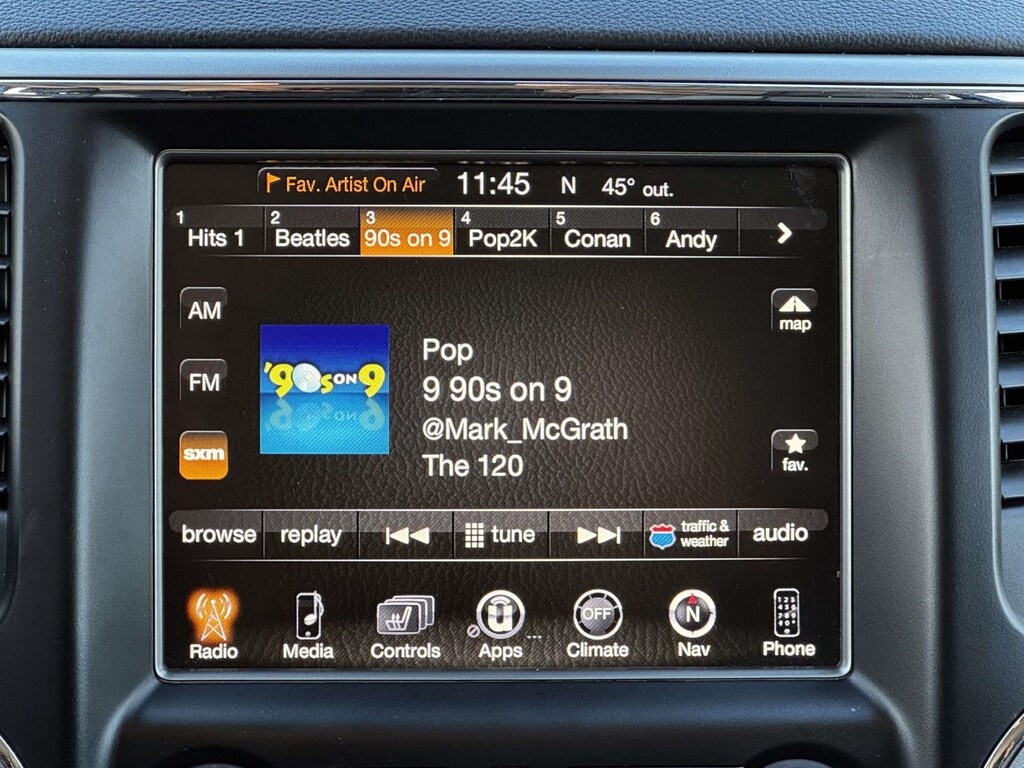 Fav. Artist On Air 11:45 N 45° out.
1 2 3 4 5 6
Hits 1 Beatles 90s on 9 Pop2K Conan Andy
AM
map
FM
'90s ON 9
Pop
9 90s on 9
@Mark_McGrath
The 120
sxm
fav.
browse replay tune traffic & weather audio
OFF N
Radio Media Controls Apps Climate Nav Phone